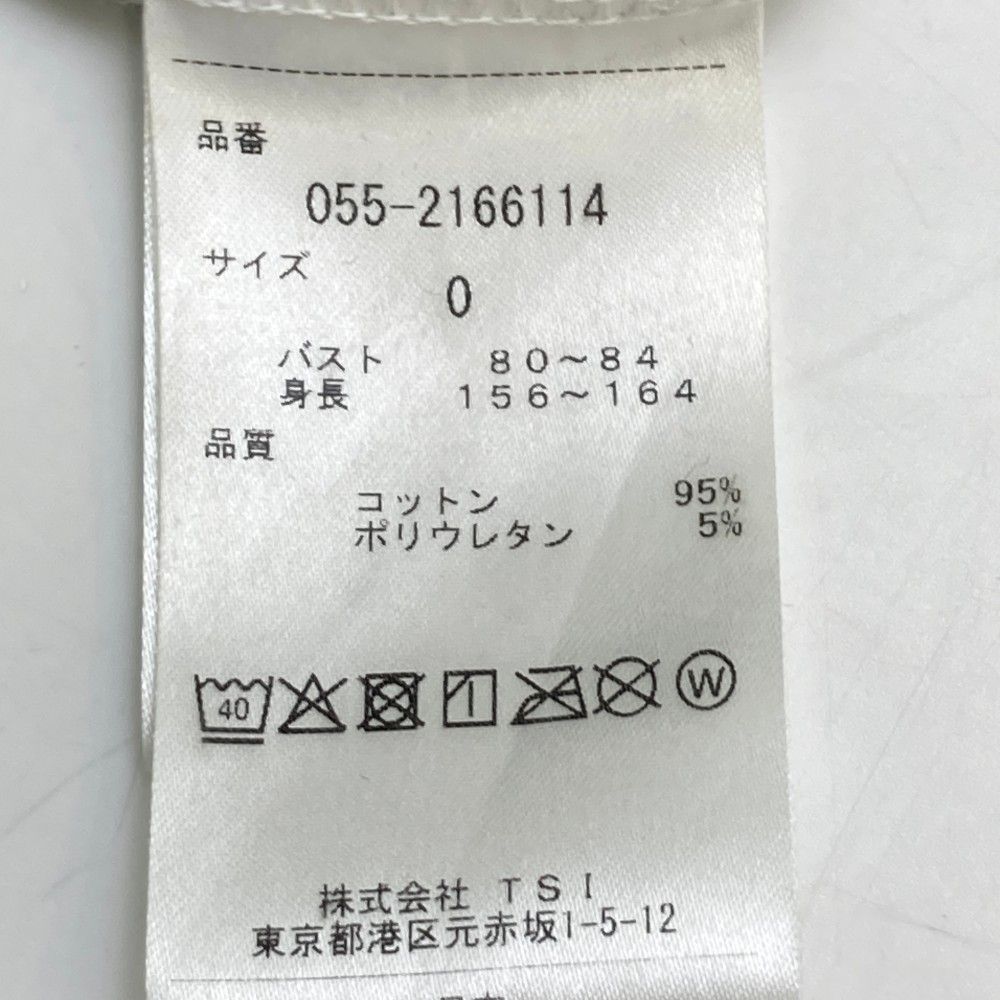 品番
055-2166114
サイズ
0
バスト 80～84
身長 156～164
品質
コットン 95%
ポリウレタン 5%
40 W
株式会社 TSI
東京都港区元赤坂1-5-12